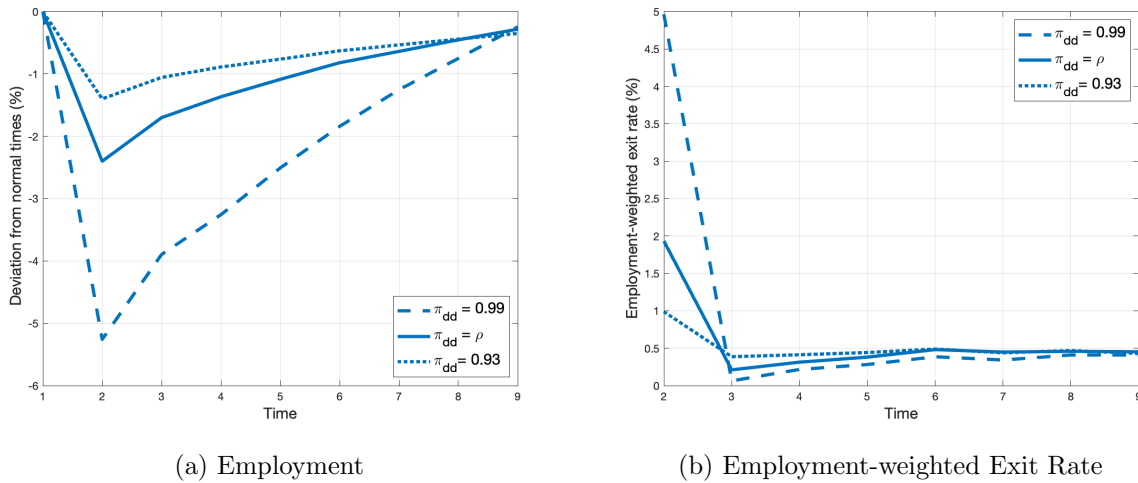 Deviation from normal times (%)
0
-1
-2
-3
-4
-5
-6
1 2 3 4 5 6 7 8 9
Time
π_dd = 0.99
π_dd = ρ
π_dd = 0.93
(a) Employment
Employment-weighted exit rate (%)
5
4.5
4
3.5
3
2.5
2
1.5
1
0.5
0
2 3 4 5 6 7 8 9
Time
π_dd = 0.99
π_dd = ρ
π_dd = 0.93
(b) Employment-weighted Exit Rate